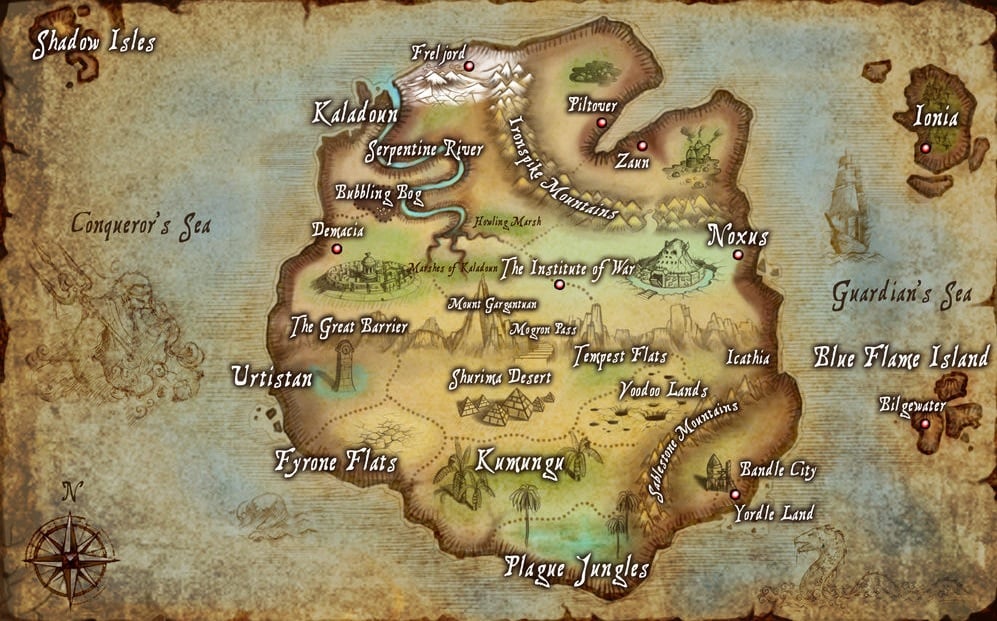 Shadow Isles
Freljord
Piltover
Kaladoun
Ionia
Serpentine River
Zaun
Ironspike Mountains
Bubbling Bog
Howling Marsh
Demacia
Conqueror's Sea
Noxus
Marshes of Kaladoun
The Institute of War
Guardian's Sea
Mount Gargantuan
The Great Barrier
Mogron Pass
Tempest Flats
Icathia
Blue Flame Island
Urtistan
Shurima Desert
Voodoo Lands
Bilgewater
Sablestone Mountains
Fyrone Flats
Kumungu
Bandle City
N
Yordle Land
Plague Jungles